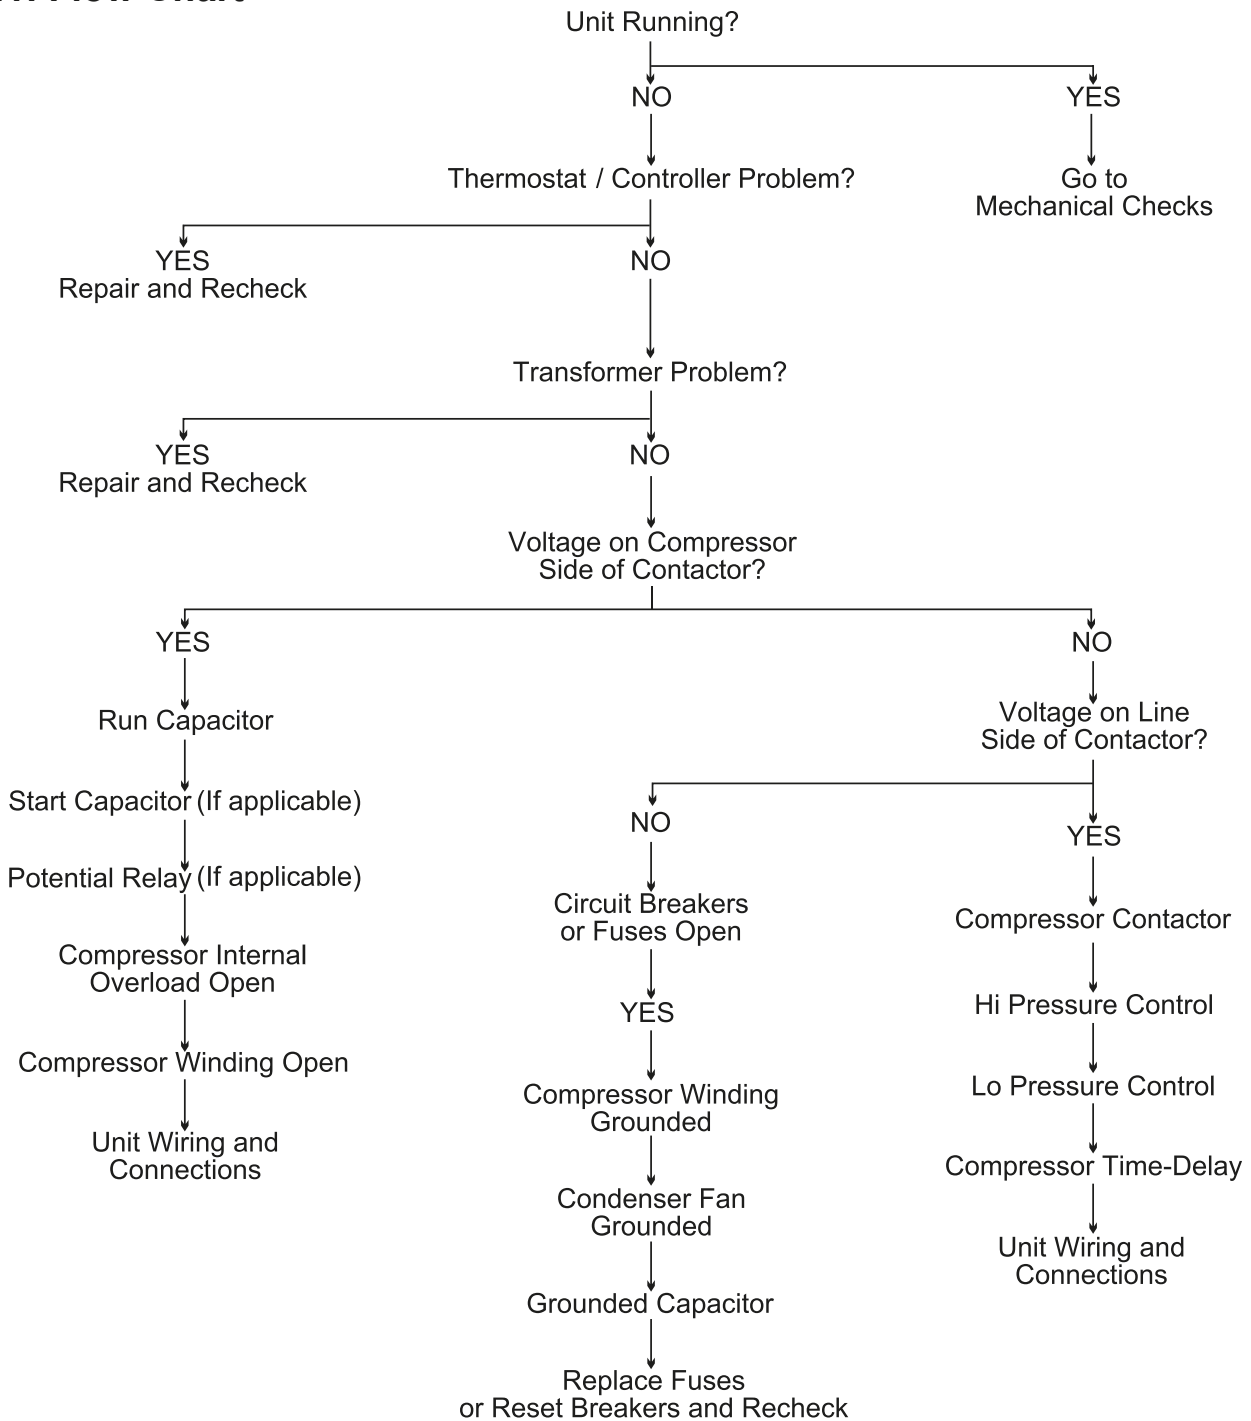 Flow Chart
Unit Running?
NO
YES
Thermostat / Controller Problem?
Go to
Mechanical Checks
YES
Repair and Recheck
NO
Transformer Problem?
YES
Repair and Recheck
NO
Voltage on Compressor
Side of Contactor?
YES
NO
Run Capacitor
Start Capacitor (If applicable)
Potential Relay (If applicable)
Compressor Internal
Overload Open
Compressor Winding Open
Unit Wiring and
Connections
Voltage on Line
Side of Contactor?
NO
YES
Circuit Breakers
or Fuses Open
YES
Compressor Winding
Grounded
Condenser Fan
Grounded
Grounded Capacitor
Replace Fuses
or Reset Breakers and Recheck
Compressor Contactor
Hi Pressure Control
Lo Pressure Control
Compressor Time-Delay
Unit Wiring and
Connections